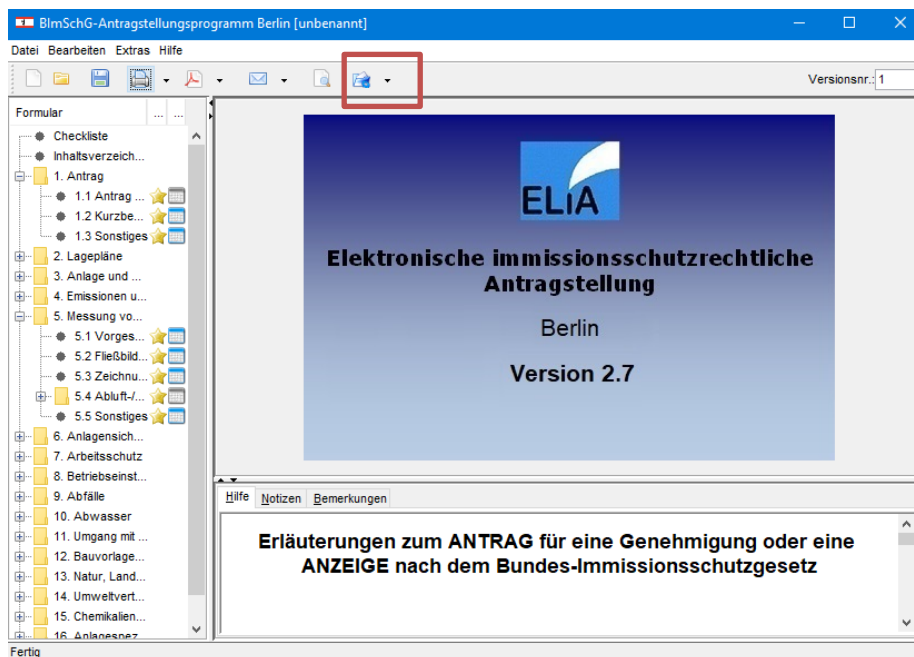 BImSchG-Antragstellungsprogramm Berlin [unbenannt]
Datei Bearbeiten Extras Hilfe
Versionsnr.: 1
Formular ... ...
Checkliste
Inhaltsverzeich...
1. Antrag
1.1 Antrag ...
1.2 Kurzbe...
1.3 Sonstiges
2. Lagepläne
3. Anlage und ...
4. Emissionen u...
5. Messung vo...
5.1 Vorges...
5.2 Fließbild...
5.3 Zeichnu...
5.4 Abluft-/...
5.5 Sonstiges
6. Anlagensich...
7. Arbeitsschutz
8. Betriebseinst...
9. Abfälle
10. Abwasser
11. Umgang mit ...
12. Bauvorlage...
13. Natur, Land...
14. Umweltvert...
15. Chemikalien...
16. Anlagespez...
ELiA
Elektronische immissionsschutzrechtliche
Antragstellung
Berlin
Version 2.7
Hilfe Notizen Bemerkungen
Erläuterungen zum ANTRAG für eine Genehmigung oder eine
ANZEIGE nach dem Bundes-Immissionsschutzgesetz
Fertig